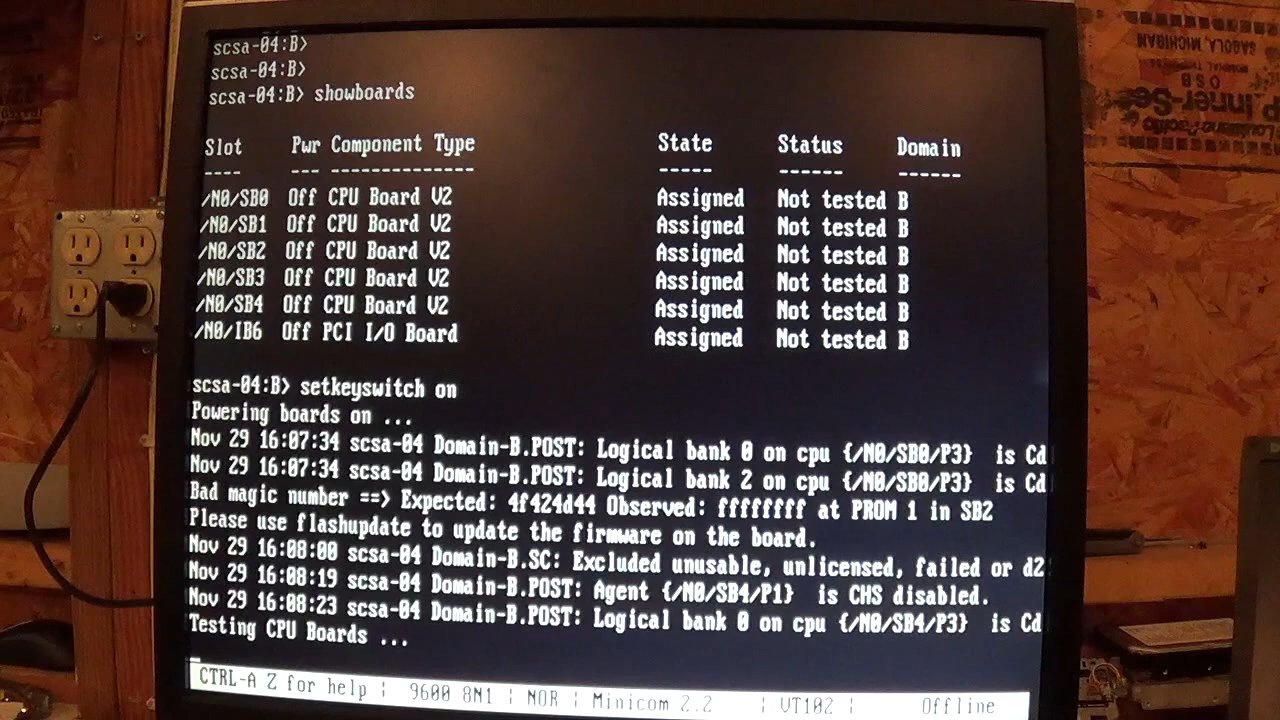 scsa-04:B>
scsa-04:B>
scsa-04:B> showboards
Slot Pwr Component Type State Status Domain
---- --- -------------- ----- ------ ------
/N0/SB0 Off CPU Board V2 Assigned Not tested B
/N0/SB1 Off CPU Board V2 Assigned Not tested B
/N0/SB2 Off CPU Board V2 Assigned Not tested B
/N0/SB3 Off CPU Board V2 Assigned Not tested B
/N0/SB4 Off CPU Board V2 Assigned Not tested B
/N0/IB6 Off PCI I/O Board Assigned Not tested B
scsa-04:B> setkeyswitch on
Powering boards on ...
Nov 29 16:07:34 scsa-04 Domain-B.POST: Logical bank 0 on cpu {/N0/SB0/P3} is Cd
Nov 29 16:07:34 scsa-04 Domain-B.POST: Logical bank 2 on cpu {/N0/SB0/P3} is Cd
Bad magic number ==> Expected: 4f424d44 Observed: ffffffff at PROM 1 in SB2
Please use flashupdate to update the firmware on the board.
Nov 29 16:08:00 scsa-04 Domain-B.SC: Excluded unusable, unlicensed, failed or d2
Nov 29 16:08:19 scsa-04 Domain-B.POST: Agent {/N0/SB4/P1} is CHS disabled.
Nov 29 16:08:23 scsa-04 Domain-B.POST: Logical bank 0 on cpu {/N0/SB4/P3} is Cd
Testing CPU Boards ...
CTRL-A Z for help | 9600 8N1 | NOR | Minicom 2.2 | VT102 | Offline
SAGOLA, MICHIGAN
OSB
Inner-Se
Louisiana Pacific